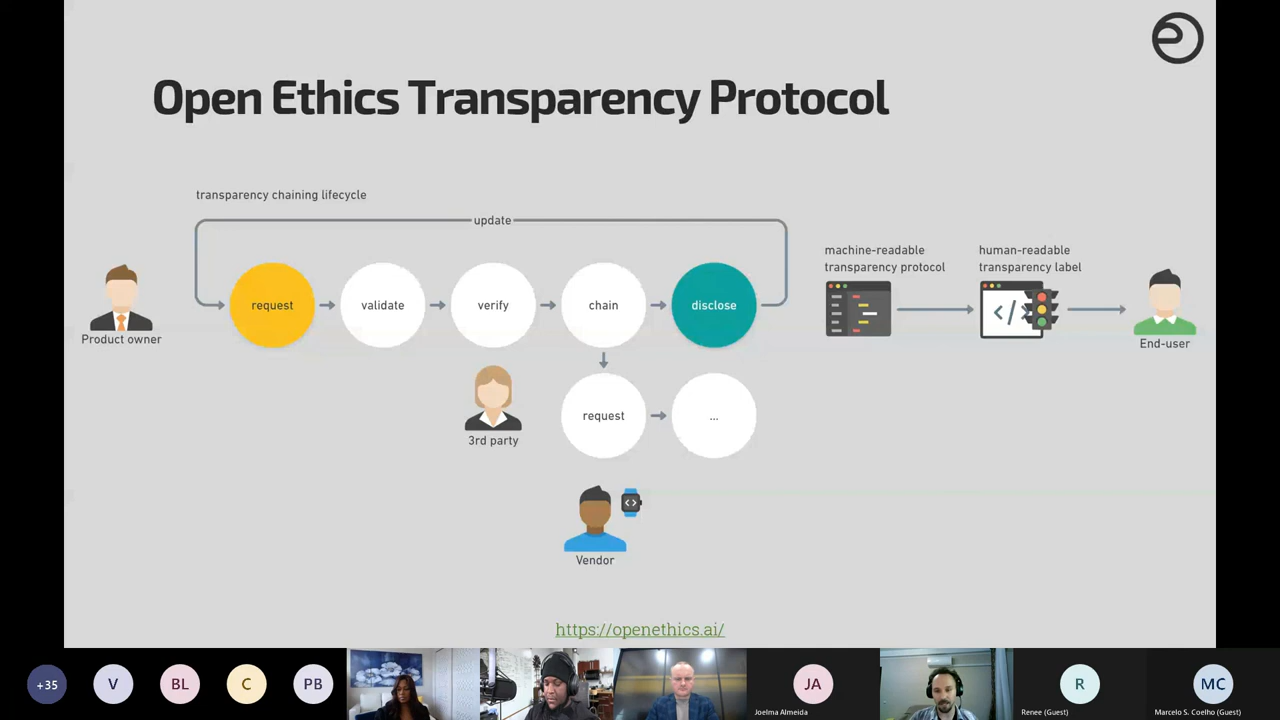 Open Ethics Transparency Protocol
transparency chaining lifecycle
update
Product owner
request
validate
verify
chain
disclose
3rd party
request
...
Vendor
machine-readable
transparency protocol
human-readable
transparency label
</>
End-user
https://openethics.ai/
+35
V
BL
C
PB
JA
Joelma Almeida
R
Renee (Guest)
MC
Marcelo S. Coelho (Guest)